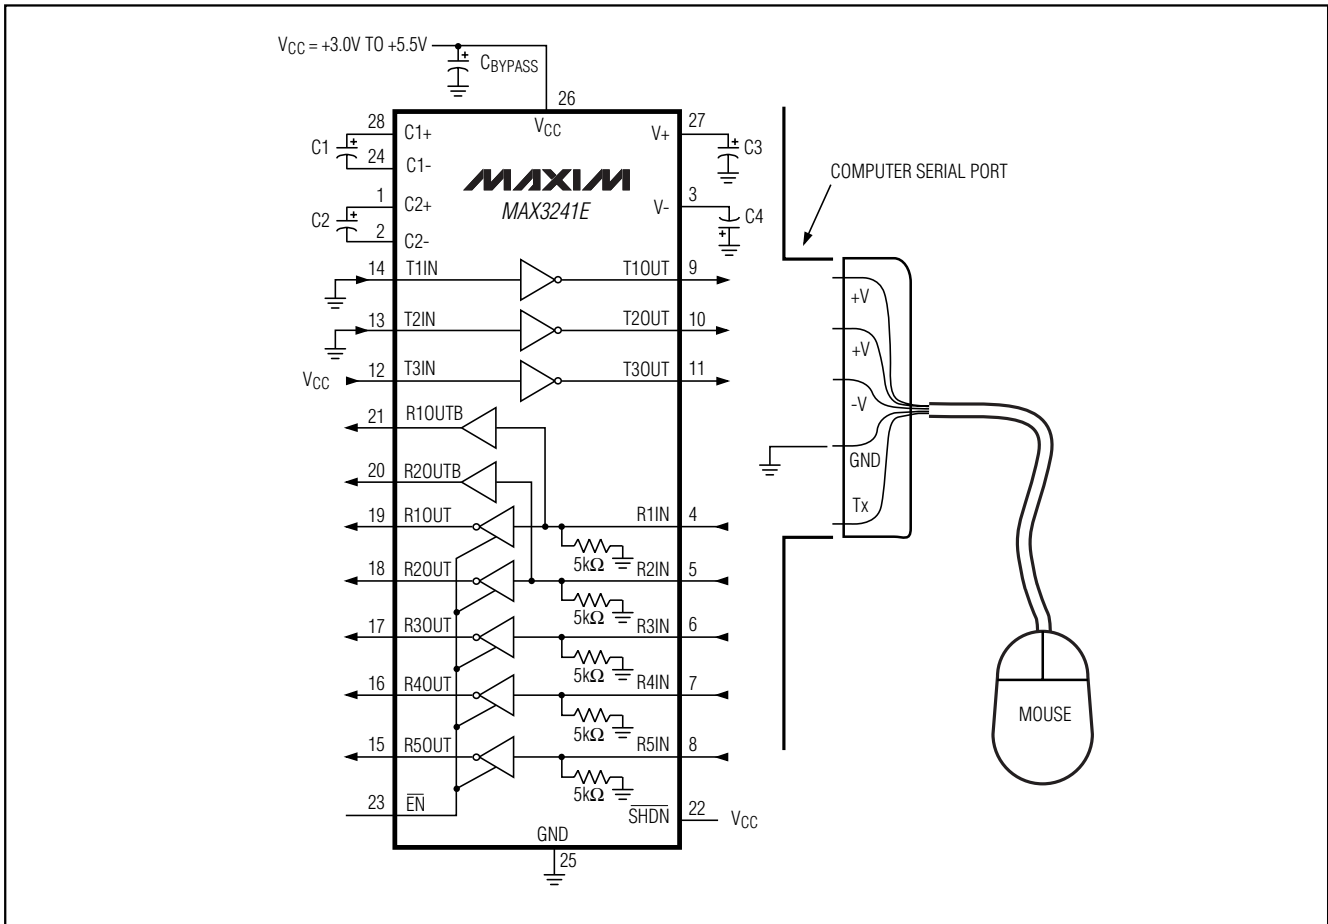 VCC = +3.0V TO +5.5V
CBYPASS
26
VCC
28
C1+
C1
24
C1-
1
C2+
C2
2
C2-
27
V+
C3
3
V-
C4
MAXIM
MAX3241E
COMPUTER SERIAL PORT
14 T1IN T1OUT 9
13 T2IN T2OUT 10
VCC 12 T3IN T3OUT 11
21 R1OUTB
20 R2OUTB
19 R1OUT R1IN 4
5kΩ
18 R2OUT R2IN 5
5kΩ
17 R3OUT R3IN 6
5kΩ
16 R4OUT R4IN 7
5kΩ
15 R5OUT R5IN 8
5kΩ
23 E̅N̅
S̅H̅D̅N̅ 22 VCC
GND
25
+V
+V
-V
GND
Tx
MOUSE